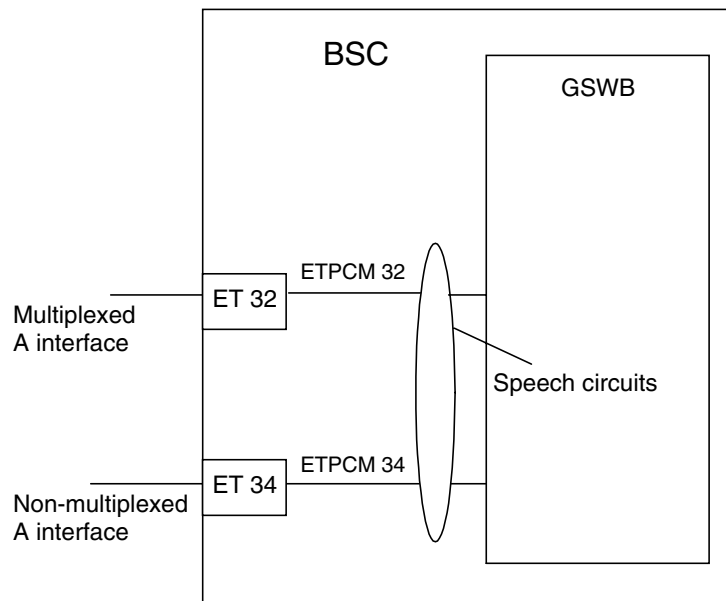 BSC
GSWB
ETPCM 32
ET 32
Multiplexed
A interface
Speech circuits
ETPCM 34
ET 34
Non-multiplexed
A interface